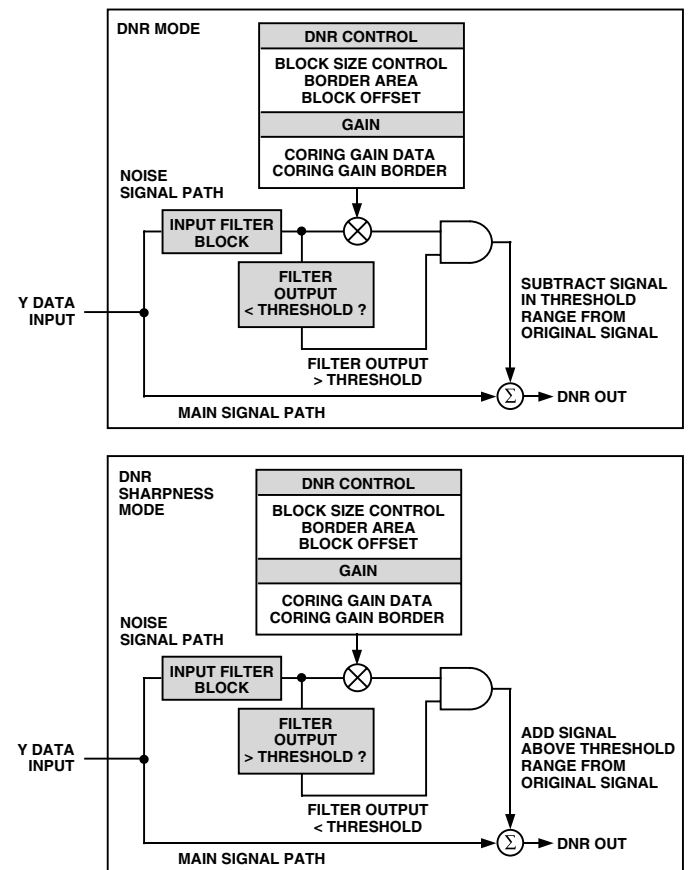 DNR MODE
DNR CONTROL
BLOCK SIZE CONTROL
BORDER AREA
BLOCK OFFSET
GAIN
CORING GAIN DATA
CORING GAIN BORDER
NOISE
SIGNAL PATH
INPUT FILTER
BLOCK
FILTER
OUTPUT
< THRESHOLD ?
Y DATA
INPUT
SUBTRACT SIGNAL
IN THRESHOLD
RANGE FROM
ORIGINAL SIGNAL
FILTER OUTPUT
> THRESHOLD
Σ
DNR OUT
MAIN SIGNAL PATH
DNR
SHARPNESS
MODE
DNR CONTROL
BLOCK SIZE CONTROL
BORDER AREA
BLOCK OFFSET
GAIN
CORING GAIN DATA
CORING GAIN BORDER
NOISE
SIGNAL PATH
INPUT FILTER
BLOCK
FILTER
OUTPUT
> THRESHOLD ?
Y DATA
INPUT
ADD SIGNAL
ABOVE THRESHOLD
RANGE FROM
ORIGINAL SIGNAL
FILTER OUTPUT
< THRESHOLD
Σ
DNR OUT
MAIN SIGNAL PATH